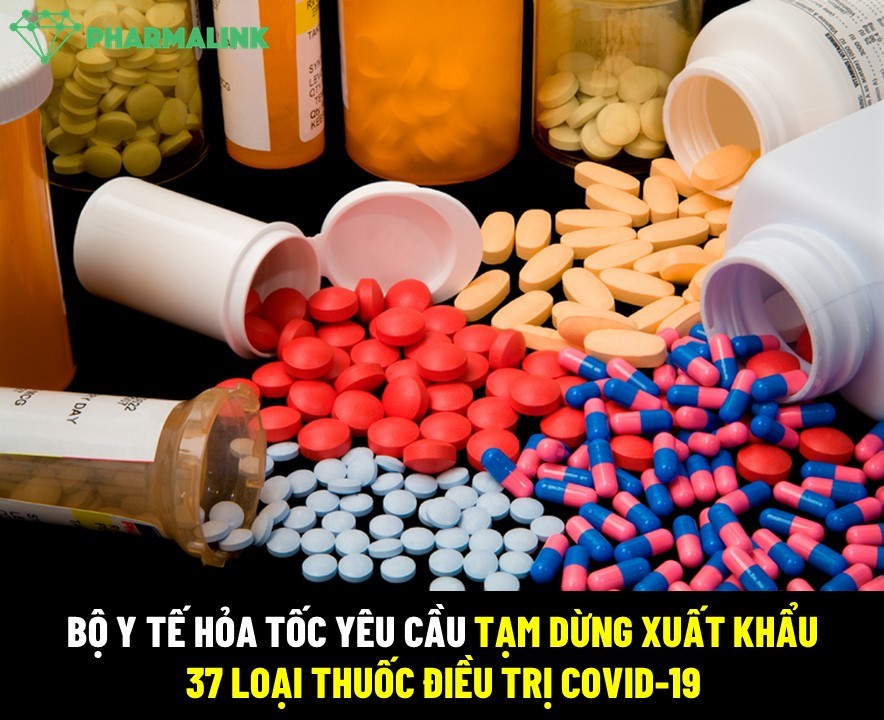 PHARMALINK
BỘ Y TẾ HỎA TỐC YÊU CẦU TẠM DỪNG XUẤT KHẨU
37 LOẠI THUỐC ĐIỀU TRỊ COVID-19